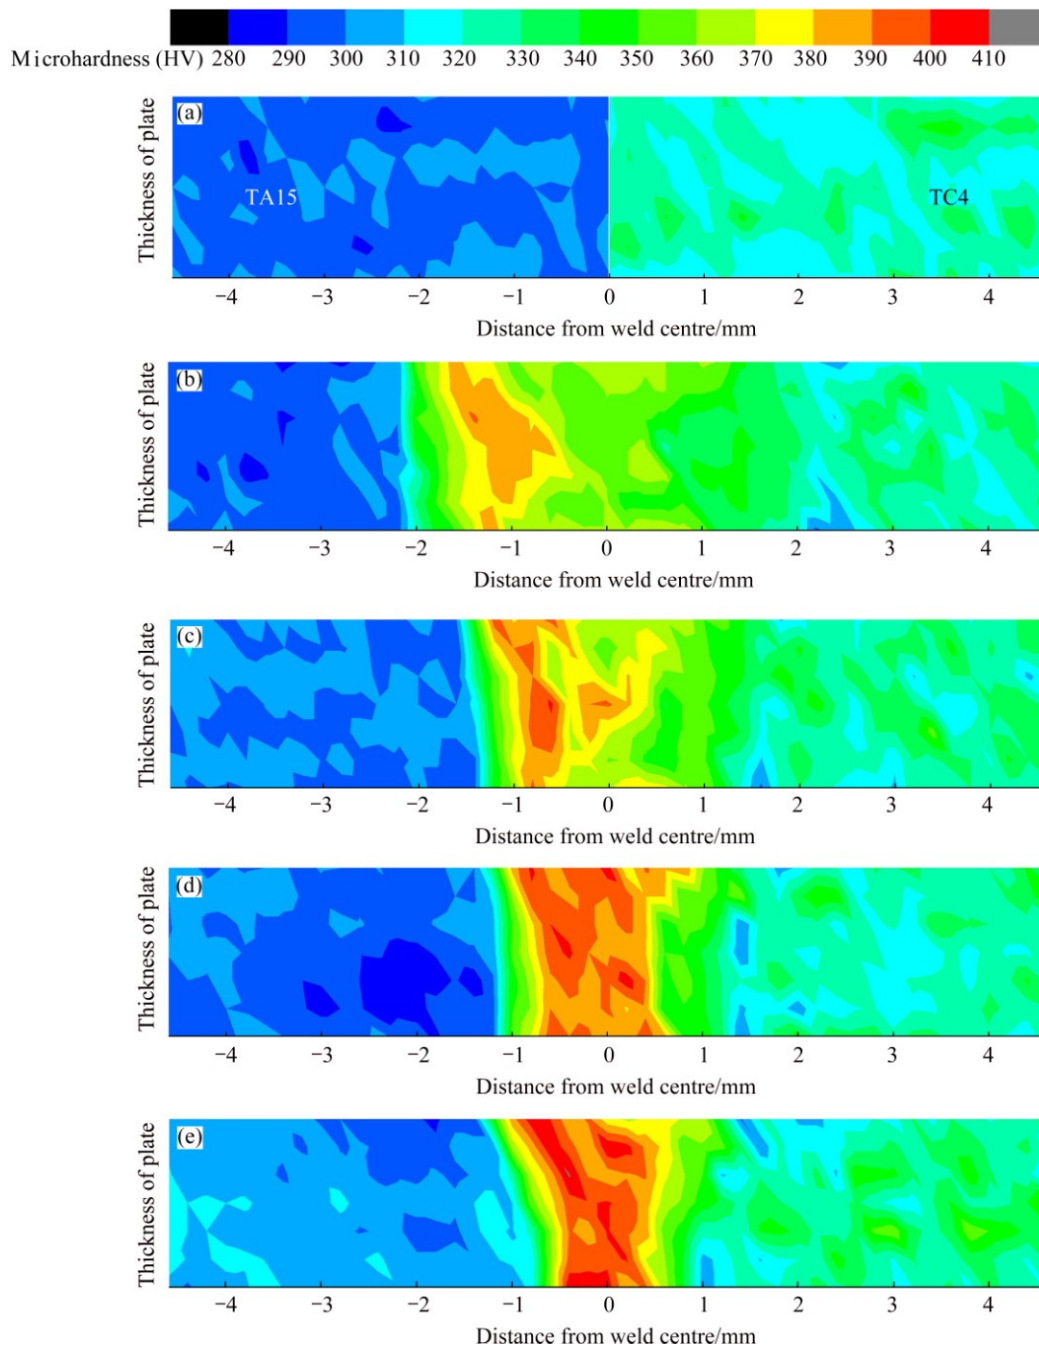 Microhardness (HV) 280 290 300 310 320 330 340 350 360 370 380 390 400 410
Thickness of plate
(a)
TA15
TC4
−4 −3 −2 −1 0 1 2 3 4
Distance from weld centre/mm
Thickness of plate
(b)
−4 −3 −2 −1 0 1 2 3 4
Distance from weld centre/mm
Thickness of plate
(c)
−4 −3 −2 −1 0 1 2 3 4
Distance from weld centre/mm
Thickness of plate
(d)
−4 −3 −2 −1 0 1 2 3 4
Distance from weld centre/mm
Thickness of plate
(e)
−4 −3 −2 −1 0 1 2 3 4
Distance from weld centre/mm